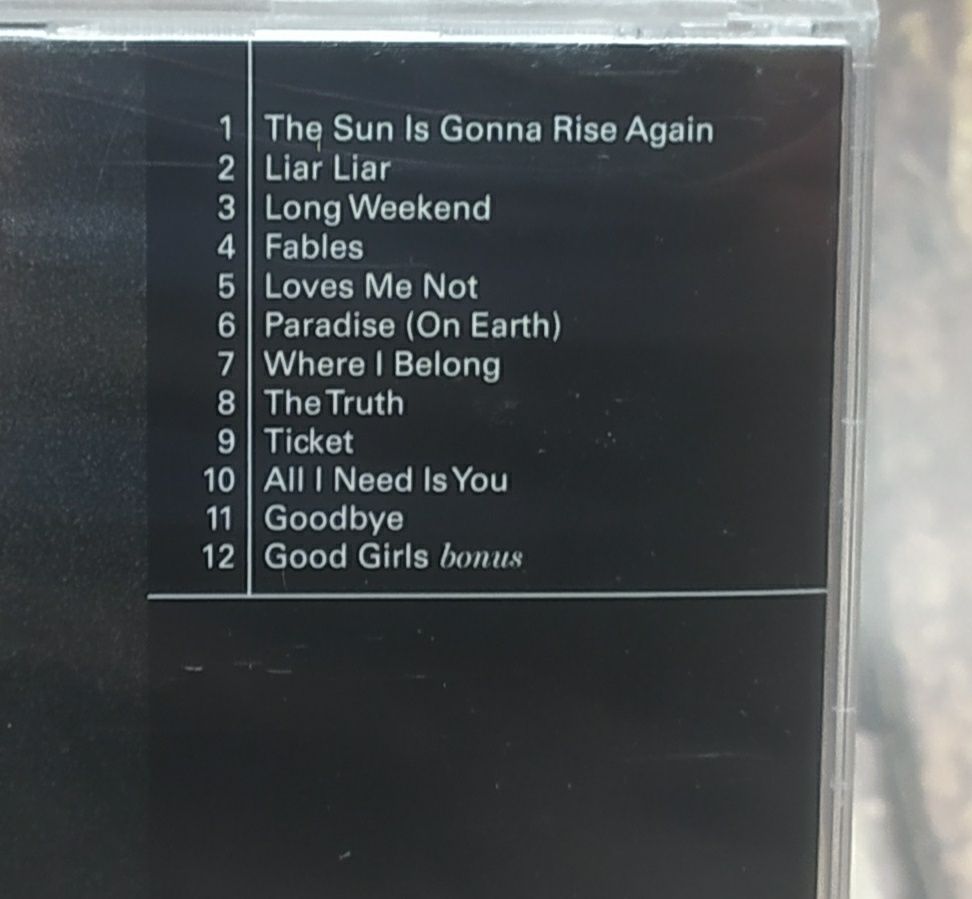 1 The Sun Is Gonna Rise Again
2 Liar Liar
3 Long Weekend
4 Fables
5 Loves Me Not
6 Paradise (On Earth)
7 Where I Belong
8 The Truth
9 Ticket
10 All I Need Is You
11 Goodbye
12 Good Girls bonus